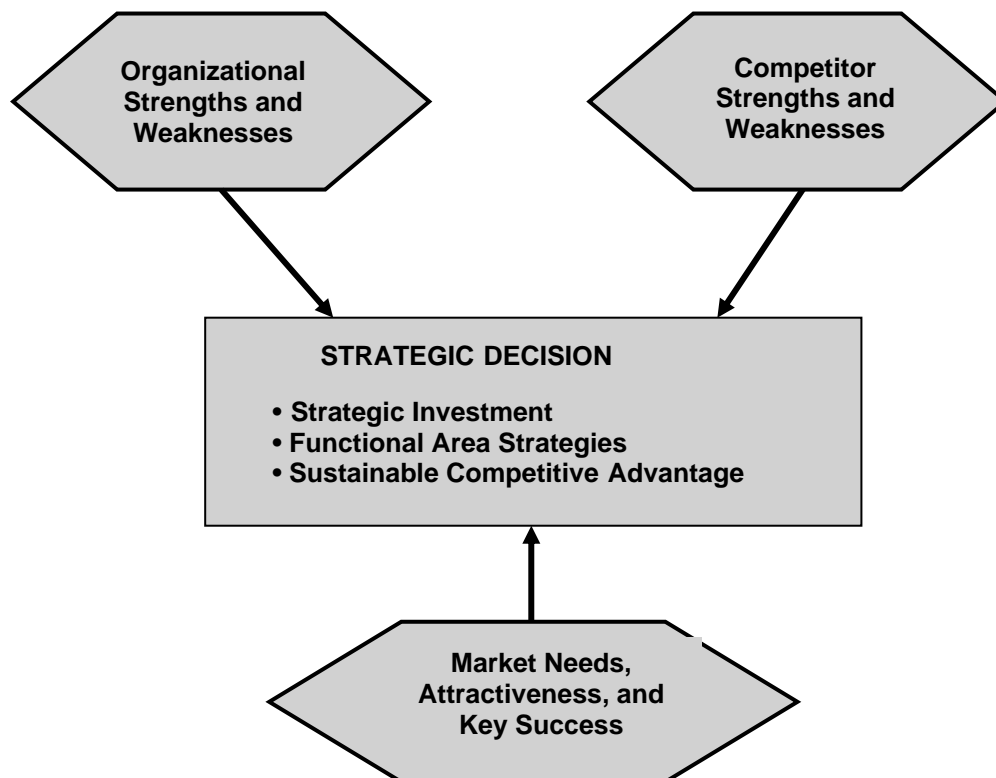 Organizational
Strengths and
Weaknesses
Competitor
Strengths and
Weaknesses
STRATEGIC DECISION
• Strategic Investment
• Functional Area Strategies
• Sustainable Competitive Advantage
Market Needs,
Attractiveness, and
Key Success